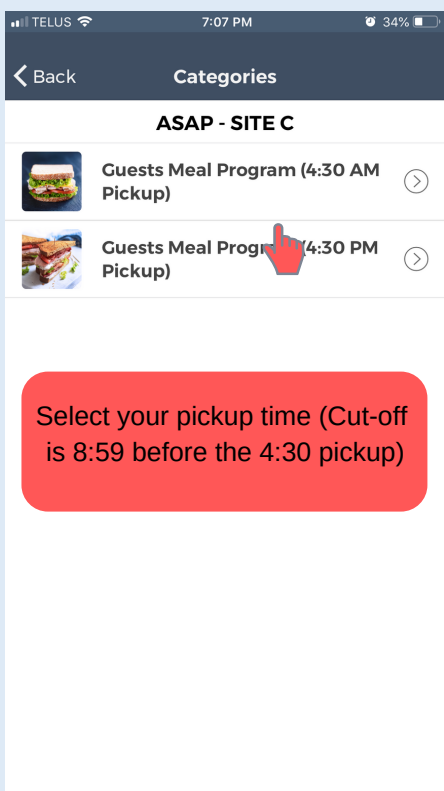 TELUS 7:07 PM 34%
Back Categories
ASAP - SITE C
Guests Meal Program (4:30 AM
Pickup)
Guests Meal Progr (4:30 PM
Pickup)
Select your pickup time (Cut-off
is 8:59 before the 4:30 pickup)